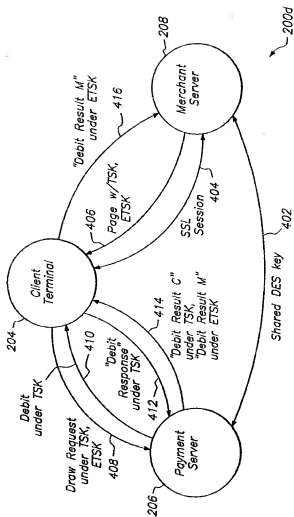 204
Client
Terminal
"Debit Result M"
under ETSK
416
Debit
under TSK
Draw Request
under TSK,
ETSK
408
410
"Debit
Response"
under TSK
412
414
"Debit Result C"
under TSK,
"Debit Result M"
under ETSK
406
Page w/TSK,
ETSK
SSL
Session
404
206
Payment
Server
208
Merchant
Server
Shared DES key
402
200d